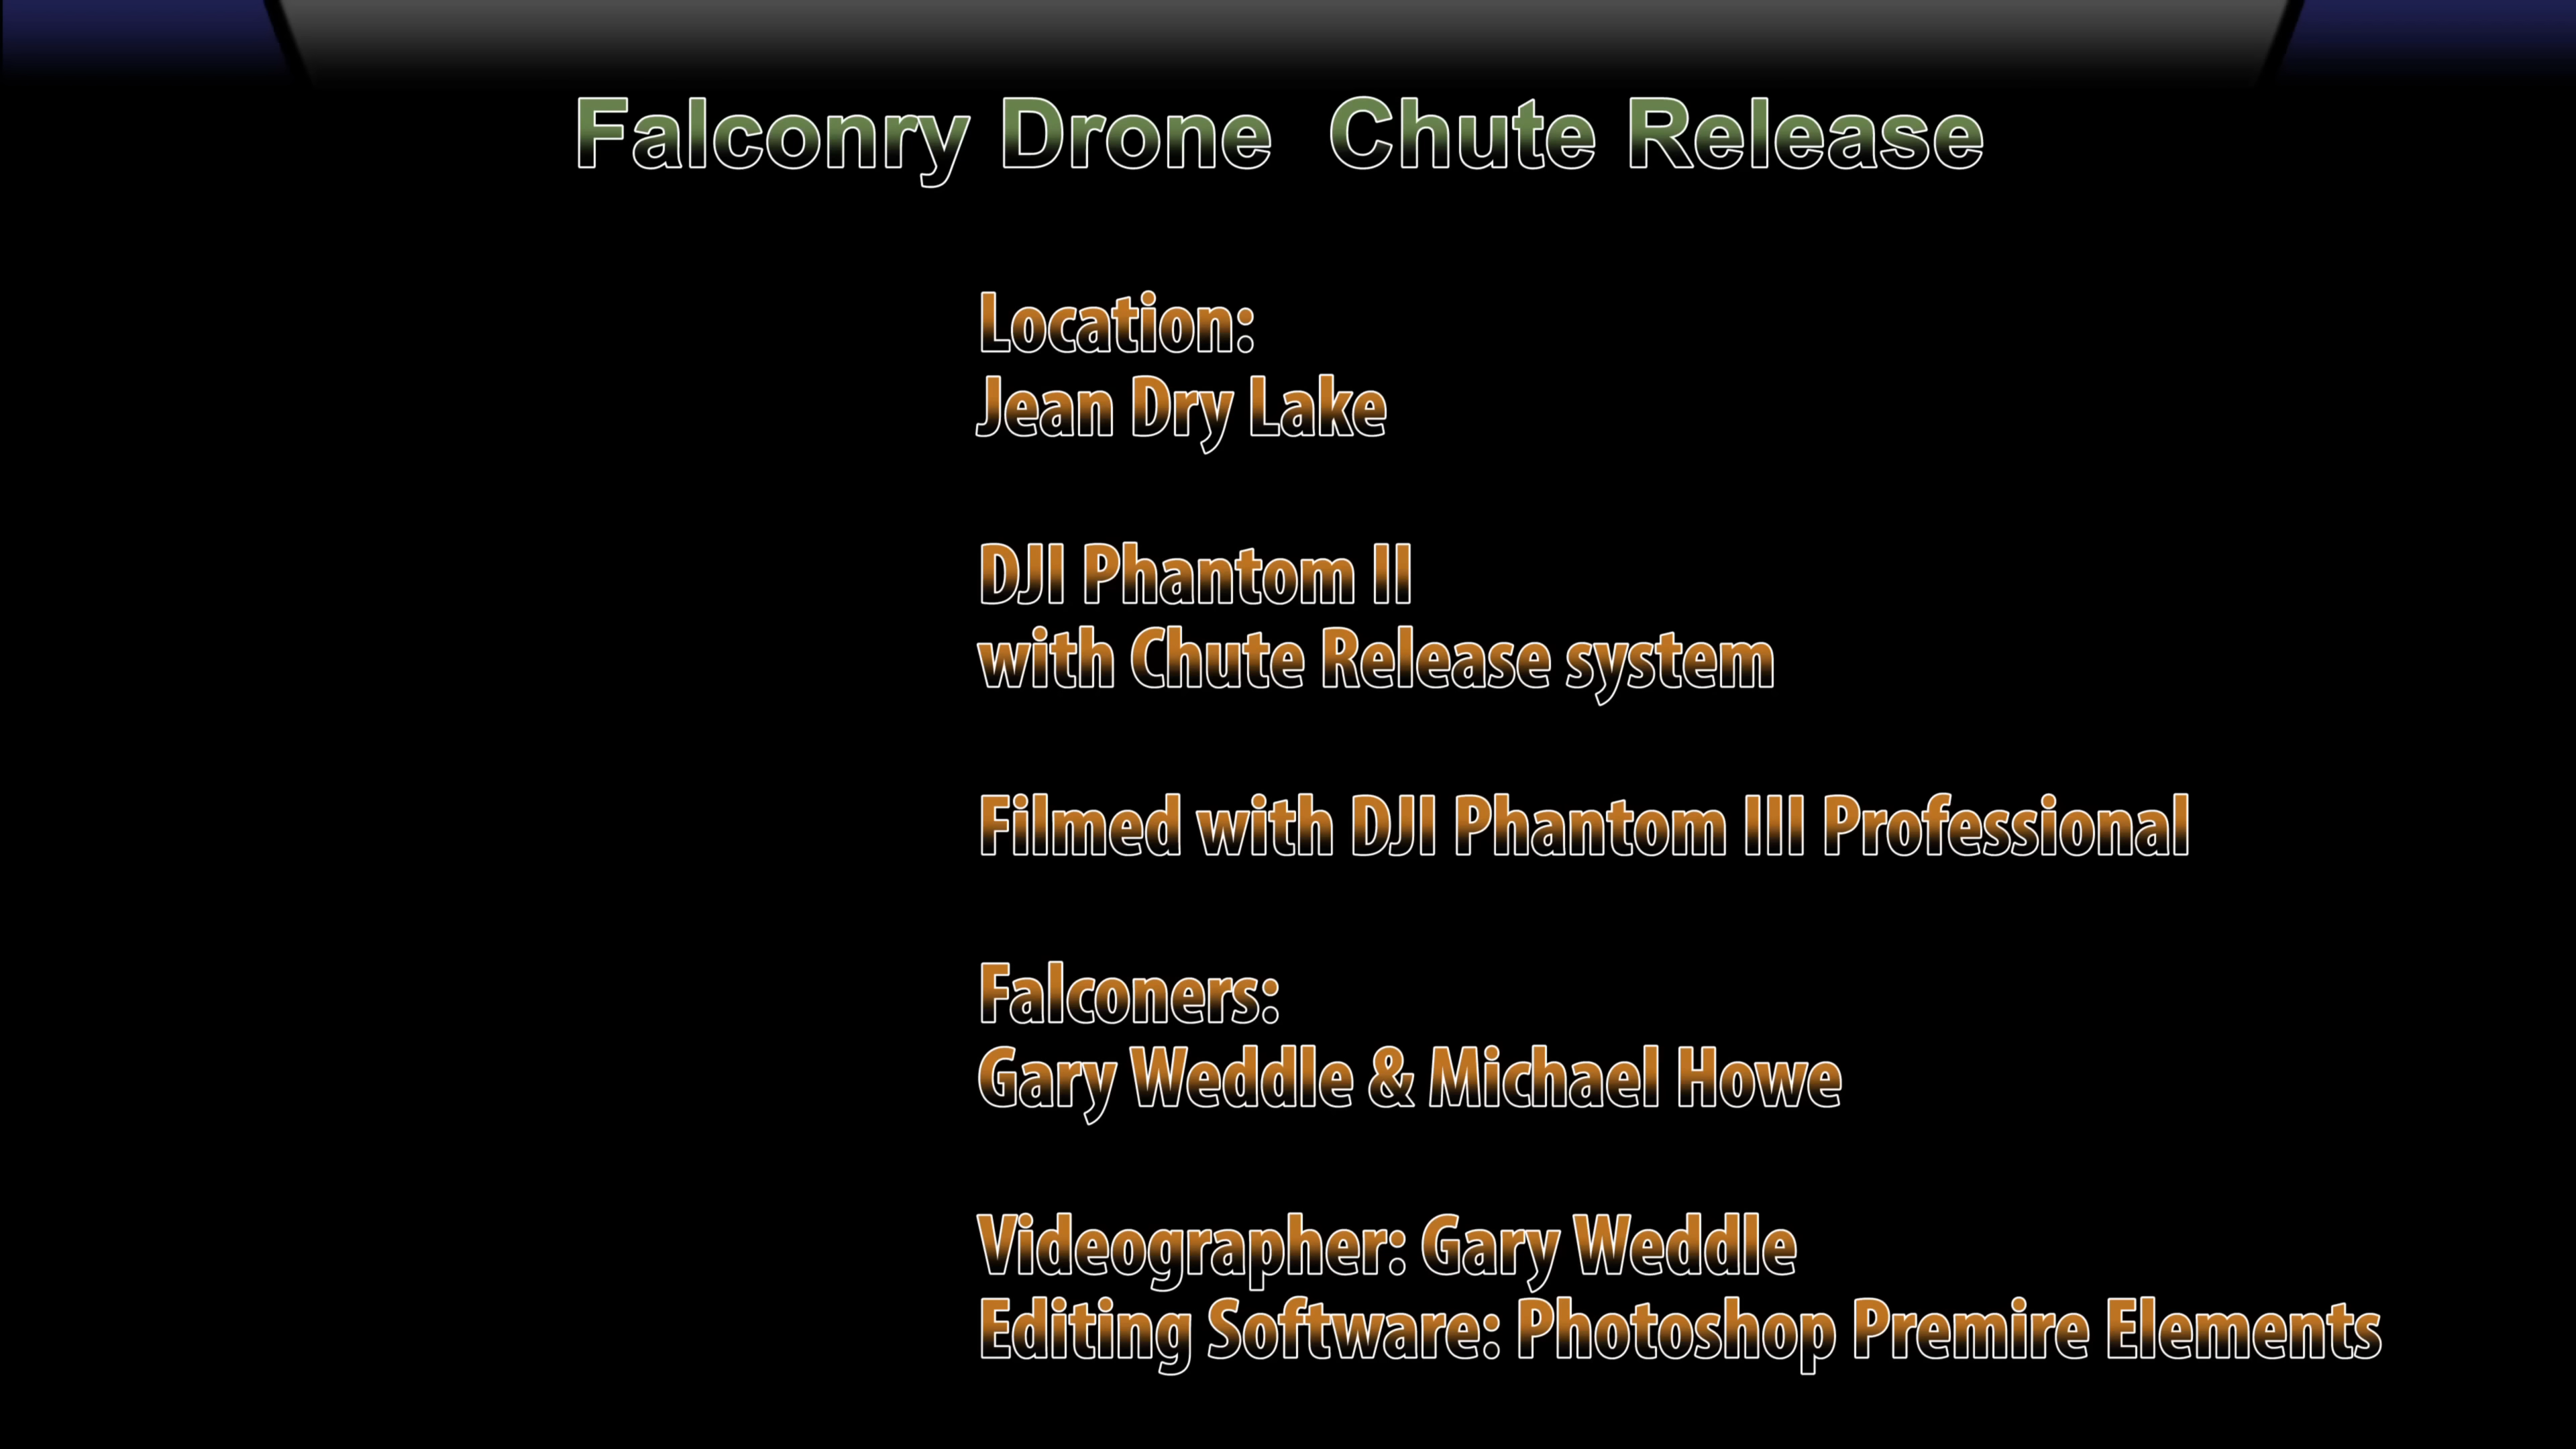 Falconry Drone  Chute Release
Location:
Jean Dry Lake
DJI Phantom II
with Chute Release system
Filmed with DJI Phantom III Professional
Falconers:
Gary Weddle & Michael Howe
Videographer: Gary Weddle
Editing Software: Photoshop Premire Elements